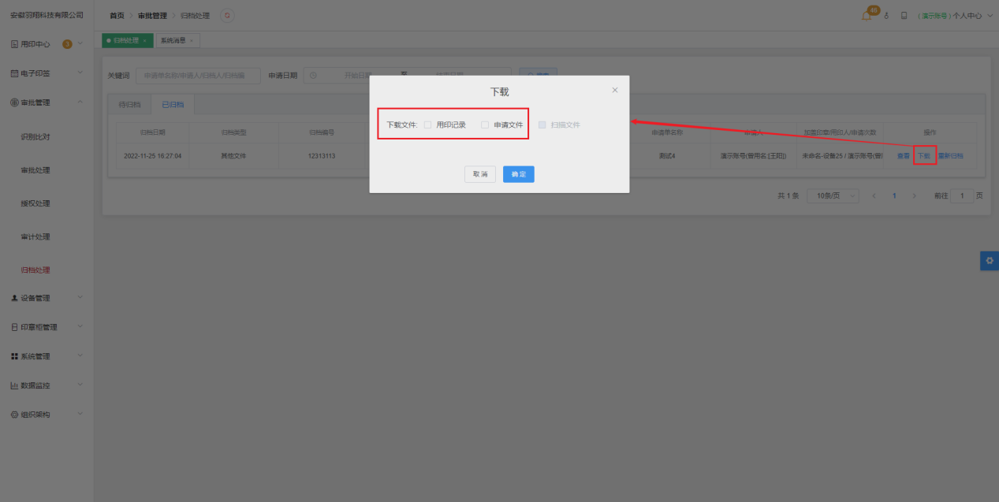 安徽羽翔科技有限公司
首页 > 审批管理 > 归档处理
46
(演示账号)个人中心
归档处理 ×
系统消息 ×
用印中心 3
电子印签
审批管理
识别比对
审批处理
授权处理
审计处理
归档处理
设备管理
印章柜管理
系统管理
数据监控
组织架构
关键词 申请单名称/申请人/归档人/归档编 申请日期 开始日期 至 结束日期
待归档 已归档
归档日期 归档类型 归档编号 申请单名称 申请人 加盖印章/用印人/申请次数 操作
2022-11-25 16:27:04 其他文件 12313113 测试4 演示账号(曾用名:[王阳]) 未命名-设备25 / 演示账号(曾 查看 下载 重新归档
共 1 条 10条/页 < 1 > 前往 1 页
下载 ×
下载文件: 用印记录 申请文件 扫描文件
取 消 确 定